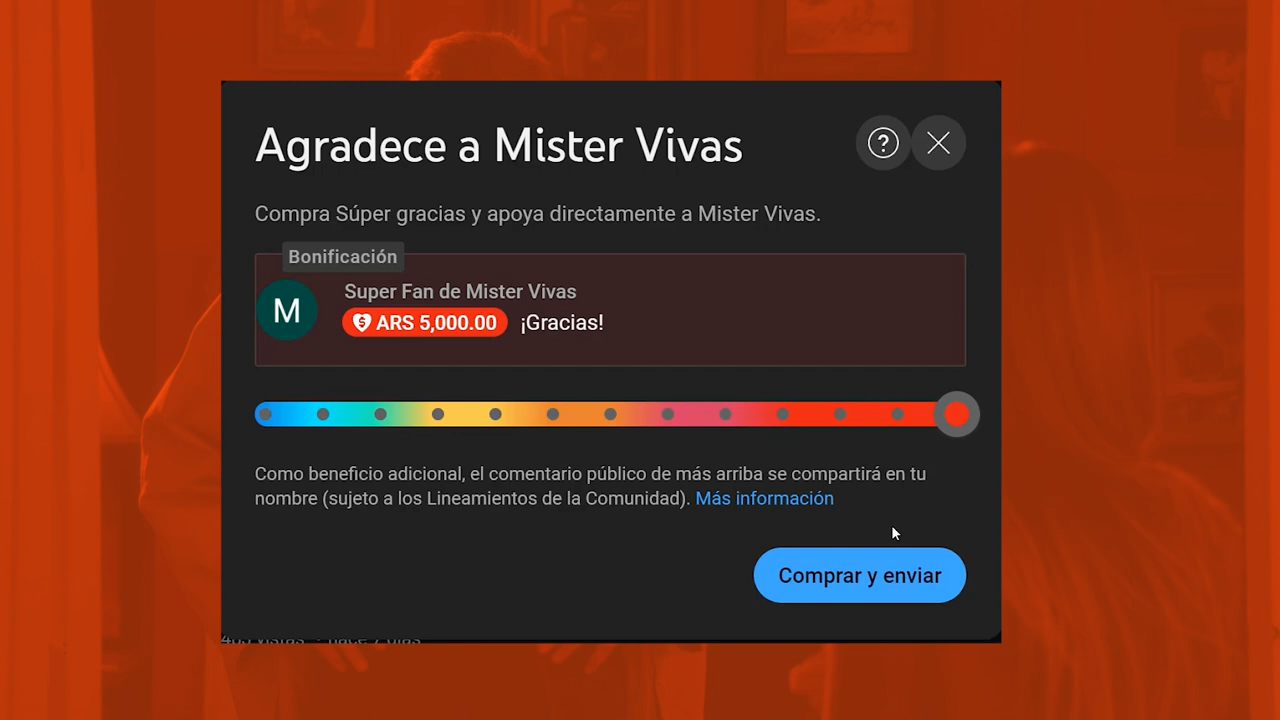 Agradece a Mister Vivas
?
Compra Súper gracias y apoya directamente a Mister Vivas.
Bonificación
M
Super Fan de Mister Vivas
$ ARS 5,000.00 ¡Gracias!
Como beneficio adicional, el comentario público de más arriba se compartirá en tu
nombre (sujeto a los Lineamientos de la Comunidad). Más información
Comprar y enviar